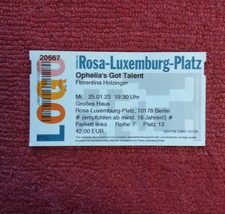 20667
Rosa-Luxemburg-Platz
Ophelia's Got Talent
Florentina Holzinger
Mi 25.01.23 19:30 Uhr
Großes Haus
Rosa-Luxemburg-Platz, 10178 Berlin
# (empfohlen ab mind. 18 Jahren!) #
Parkett links Reihe 7 Platz 13
42,00 EUR